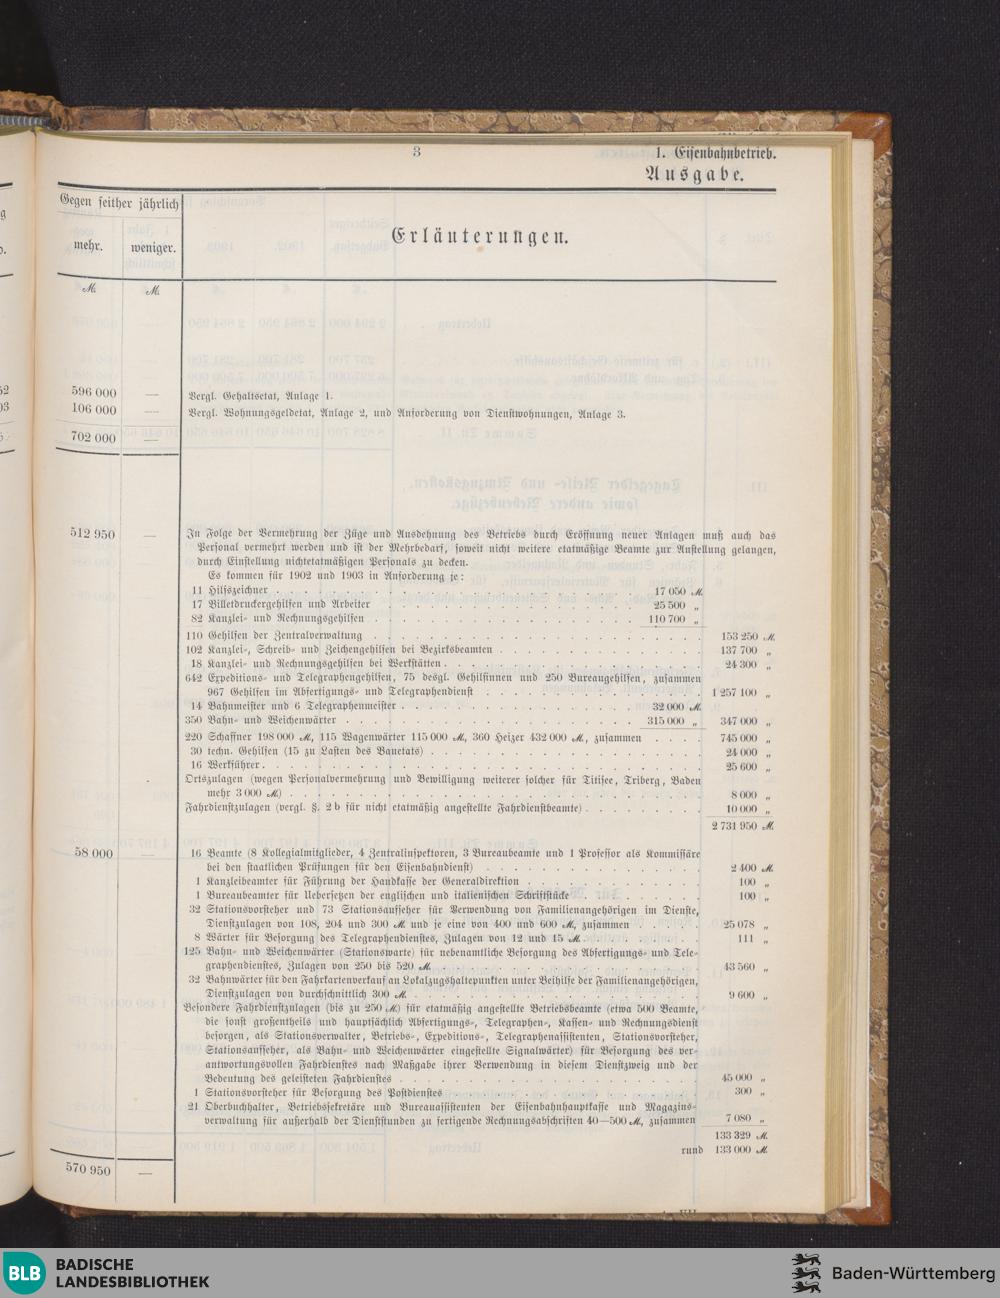 3
1. Eisenbahnbetrieb.
Ausgabe.
Gegen seither jährlich
mehr.
weniger.
Erläuterungen.
ℳ.
ℳ.
596 000 — Vergl. Gehaltsetat, Anlage 1.
106 000 — Vergl. Wohnungsgeldetat, Anlage 2, und Anforderung von Dienstwohnungen, Anlage 3.
702 000 —
512 950 — In Folge der Vermehrung der Züge und Ausdehnung des Betriebs durch Eröffnung neuer Anlagen muß auch das
Personal vermehrt werden und ist der Mehrbedarf, soweit nicht weitere etatmäßige Beamte zur Anstellung gelangen,
durch Einstellung nichtetatmäßigen Personals zu decken.
Es kommen für 1902 und 1903 in Anforderung je:
11 Hilfszeichner . . . 17 050 ℳ.
17 Billetdruckergehilfen und Arbeiter . . . 25 500 „
82 Kanzlei- und Rechnungsgehilfen . . . 110 700 „
110 Gehilfen der Zentralverwaltung . . . 153 250 ℳ.
102 Kanzlei-, Schreib- und Zeichengehilfen bei Bezirksbeamten . . . 137 700 „
18 Kanzlei- und Rechnungsgehilfen bei Werkstätten . . . 24 300 „
642 Expeditions- und Telegraphengehilfen, 75 desgl. Gehilfinnen und 250 Bureaugehilfen, zusammen
967 Gehilfen im Abfertigungs- und Telegraphendienst . . . 1 257 100 „
14 Bahnmeister und 6 Telegraphenmeister . . . 32 000 ℳ.
350 Bahn- und Weichenwärter . . . 315 000 „ 347 000 „
220 Schaffner 198 000 ℳ., 115 Wagenwärter 115 000 ℳ., 360 Heizer 432 000 ℳ., zusammen . . . 745 000 „
30 techn. Gehilfen (15 zu Lasten des Bauetats) . . . 24 000 „
16 Werkführer . . . 25 600 „
Ortszulagen (wegen Personalvermehrung und Bewilligung weiterer solcher für Titisee, Triberg, Baden
mehr 3 000 ℳ.) . . . 8 000 „
Fahrdienstzulagen (vergl. §. 2 b für nicht etatmäßig angestellte Fahrdienstbeamte) . . . 10 000 „
2 731 950 ℳ.
58 000 — 16 Beamte (8 Kollegialmitglieder, 4 Zentralinspektoren, 3 Bureaubeamte und 1 Professor als Kommissäre
bei den staatlichen Prüfungen für den Eisenbahndienst) . . . 2 400 ℳ.
1 Kanzleibeamter für Führung der Handkasse der Generaldirektion . . . 100 „
1 Bureaubeamter für Uebersetzen der englischen und italienischen Schriftstücke . . . 100 „
32 Stationsvorsteher und 73 Stationsaufseher für Verwendung von Familienangehörigen im Dienste,
Dienstzulagen von 108, 204 und 300 ℳ. und je eine von 400 und 600 ℳ., zusammen . . . 25 078 „
8 Wärter für Besorgung des Telegraphendienstes, Zulagen von 12 und 15 ℳ. . . . 111 „
125 Bahn- und Weichenwärter (Stationswarte) für nebenamtliche Besorgung des Abfertigungs- und Tele-
graphendienstes, Zulagen von 250 bis 520 ℳ. . . . 43 560 „
32 Bahnwärter für den Fahrkartenverkauf an Lokalzugshaltepunkten unter Beihilfe der Familienangehörigen,
Dienstzulagen von durchschnittlich 300 ℳ. . . . 9 600 „
Besondere Fahrdienstzulagen (bis zu 250 ℳ.) für etatmäßig angestellte Betriebsbeamte (etwa 500 Beamte,
die sonst großentheils und hauptsächlich Abfertigungs-, Telegraphen-, Kassen- und Rechnungsdienst
besorgen, als Stationsverwalter, Betriebs-, Expeditions-, Telegraphenassistenten, Stationsvorsteher,
Stationsaufseher, als Bahn- und Weichenwärter eingestellte Signalwärter) für Besorgung des ver-
antwortungsvollen Fahrdienstes nach Maßgabe ihrer Verwendung in diesem Dienstzweig und der
Bedeutung des geleisteten Fahrdienstes . . . 45 000 „
1 Stationsvorsteher für Besorgung des Postdienstes . . . 300 „
21 Oberbuchhalter, Betriebssekretäre und Bureauassistenten der Eisenbahnhauptkasse und Magazins-
verwaltung für außerhalb der Dienststunden zu fertigende Rechnungsabschriften 40—500 ℳ., zusammen 7 080 „
133 329 ℳ.
rund 133 000 ℳ.
570 950 —
BLB BADISCHE
LANDESBIBLIOTHEK
Baden-Württemberg